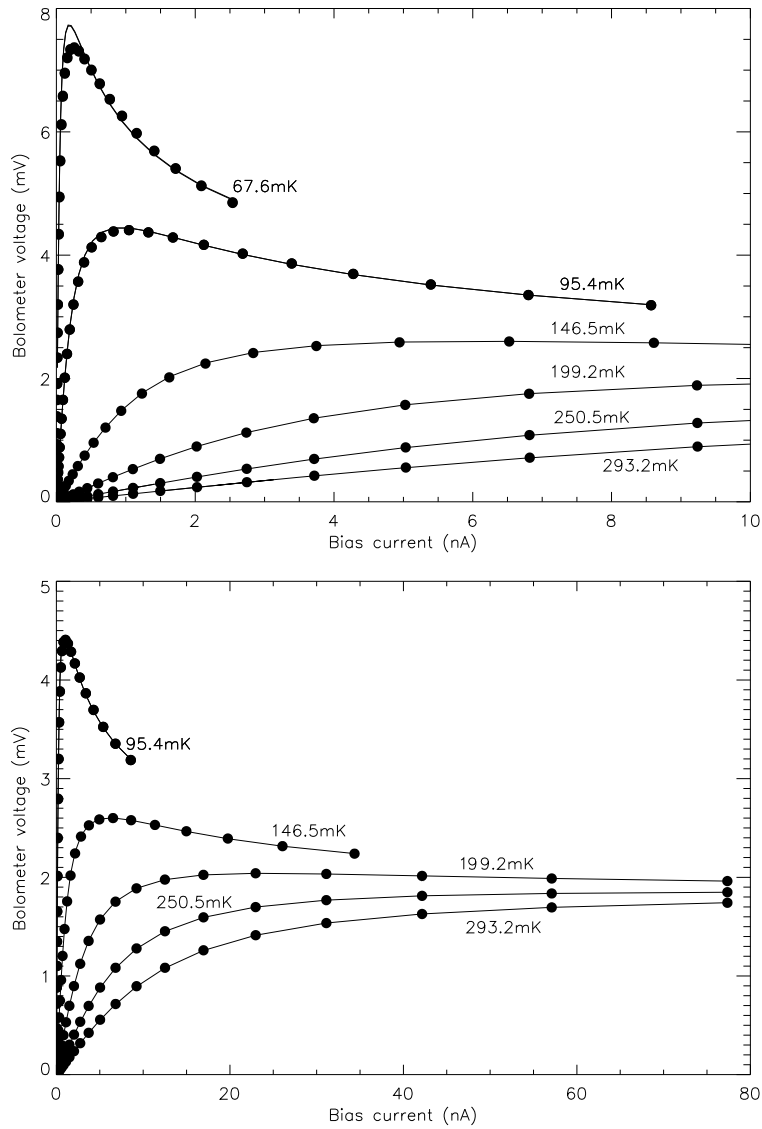 8
6
4
2
0
Bolometer voltage (mV)
67.6mK
95.4mK
146.5mK
199.2mK
250.5mK
293.2mK
0 2 4 6 8 10
Bias current (nA)
5
4
3
2
1
0
Bolometer voltage (mV)
95.4mK
146.5mK
199.2mK
250.5mK
293.2mK
0 20 40 60 80
Bias current (nA)